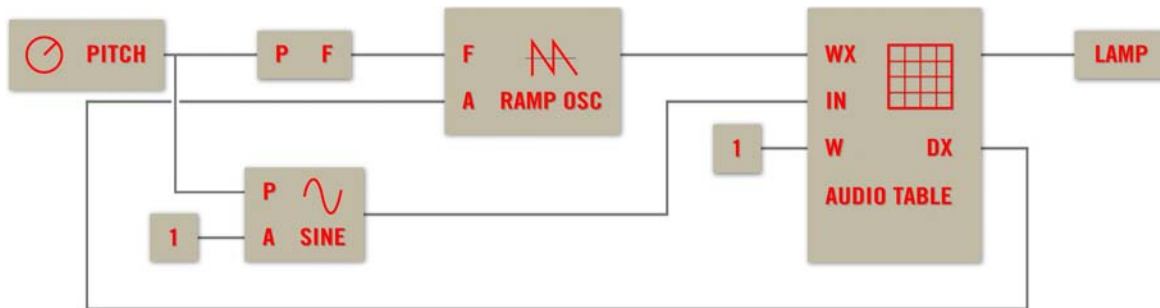 PITCH
P F
F
A RAMP OSC
WX
IN
W DX
AUDIO TABLE
LAMP
1
P
A SINE
1